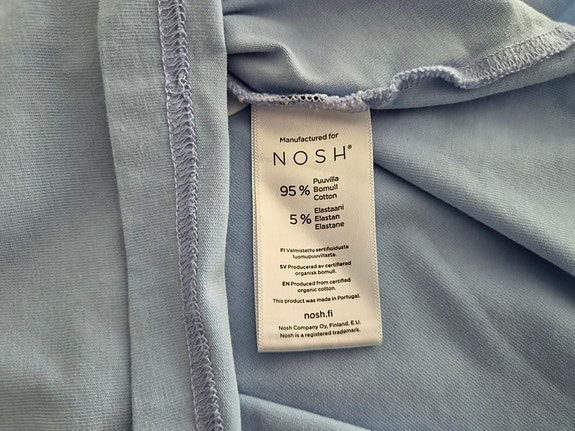 Manufactured for
NOSH®
95 % Puuvilla
Bomull
Cotton
5 % Elastaani
Elastan
Elastane
FI Valmistettu sertifioidusta
luomupuuvillasta.
SV Producerad av certifierad
organisk bomull.
EN Produced from certified
organic cotton.
This product was made in Portugal.
nosh.fi
Nosh Company Oy, Finland, E.U.
Nosh is a registered trademark.